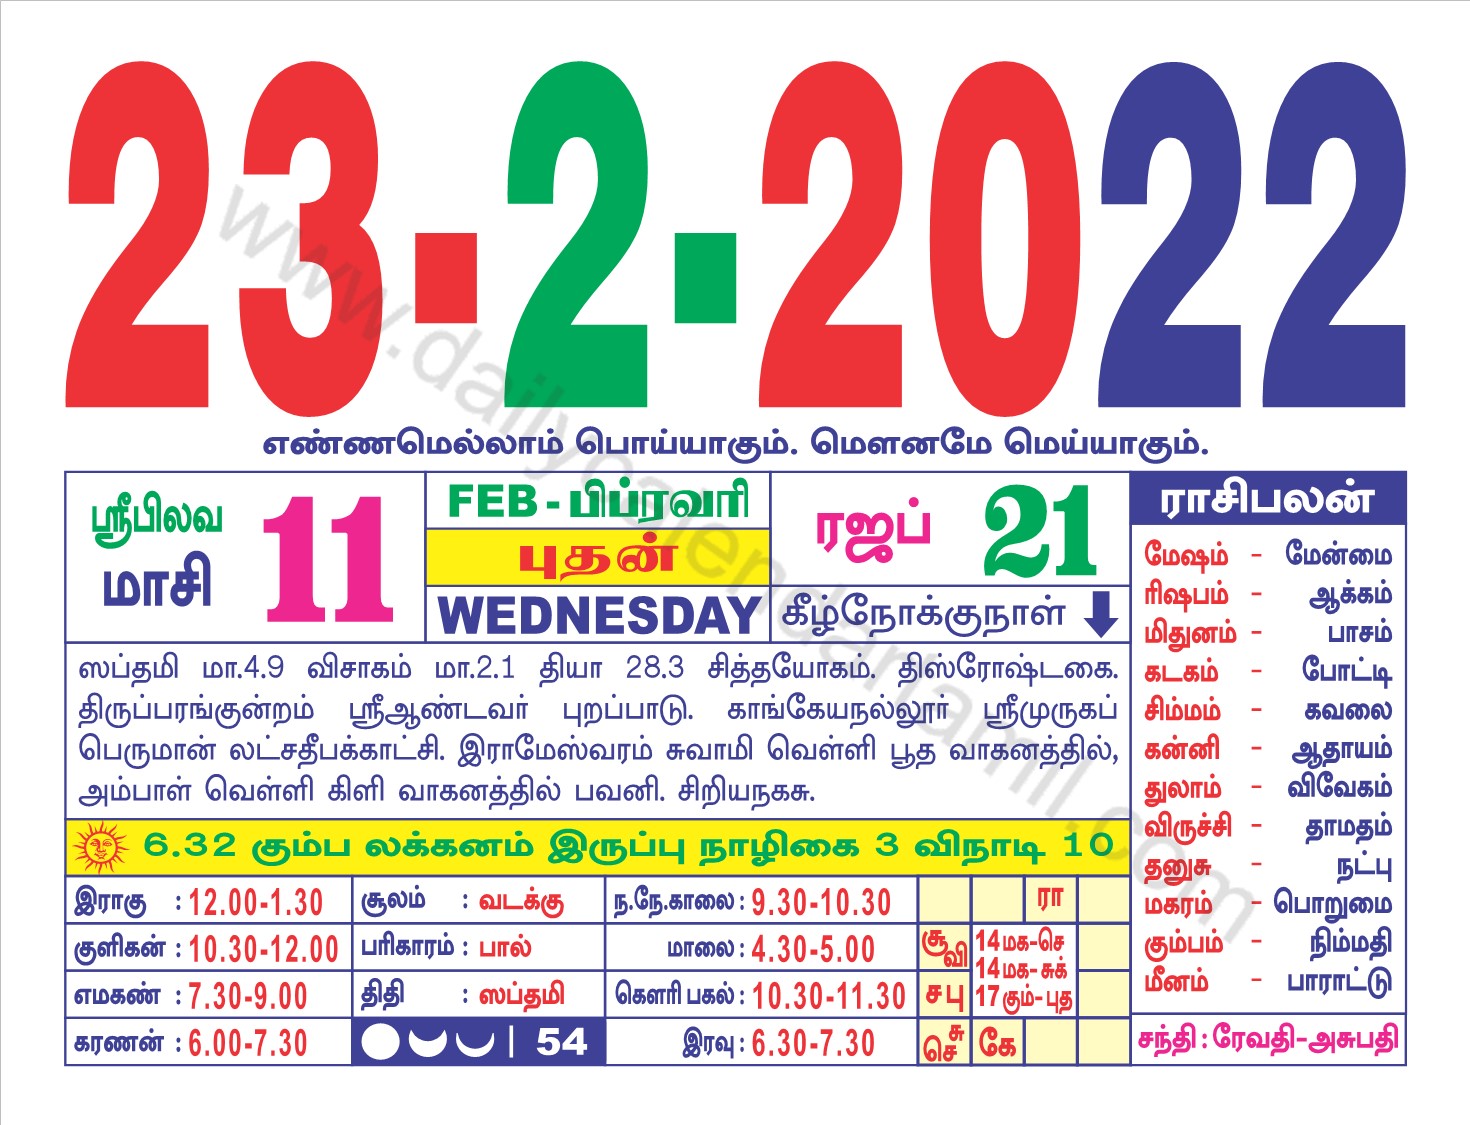 23-2-2022
எண்ணமெல்லாம் பொய்யாகும். மௌனமே மெய்யாகும்.
ஸ்ரீபிலவ
மாசி
11
FEB - பிப்ரவரி
புதன்
WEDNESDAY
ரஜப்
21
கீழ்நோக்குநாள்
ஸப்தமி மா.4.9 விசாகம் மா.2.1 தியா 28.3 சித்தயோகம். திஸ்ரோஷ்டகை.
திருப்பரங்குன்றம் ஸ்ரீஆண்டவர் புறப்பாடு. காங்கேயநல்லூர் ஸ்ரீமுருகப்
பெருமான் லட்சதீபக்காட்சி. இராமேஸ்வரம் சுவாமி வெள்ளி பூத வாகனத்தில்,
அம்பாள் வெள்ளி கிளி வாகனத்தில் பவனி. சிறியநகசு.
6.32 கும்ப லக்கனம் இருப்பு நாழிகை 3 விநாடி 10
இராகு : 12.00-1.30
குளிகன் : 10.30-12.00
எமகண் : 7.30-9.00
கரணன் : 6.00-7.30
சூலம் : வடக்கு
பரிகாரம் : பால்
திதி : ஸப்தமி
54
ந.நே.காலை : 9.30-10.30
மாலை : 4.30-5.00
கௌரி பகல் : 10.30-11.30
இரவு : 6.30-7.30
ரா
சூ வி
சபு
சு செ
கே
14 மக-செ
14 மக-சுக்
17 கும்-புத
ராசிபலன்
மேஷம் - மேன்மை
ரிஷபம் - ஆக்கம்
மிதுனம் - பாசம்
கடகம் - போட்டி
சிம்மம் - கவலை
கன்னி - ஆதாயம்
துலாம் - விவேகம்
விருச்சி - தாமதம்
தனுசு - நட்பு
மகரம் - பொறுமை
கும்பம் - நிம்மதி
மீனம் - பாராட்டு
சந்தி : ரேவதி-அசுபதி
www.dailycalendartamil.com